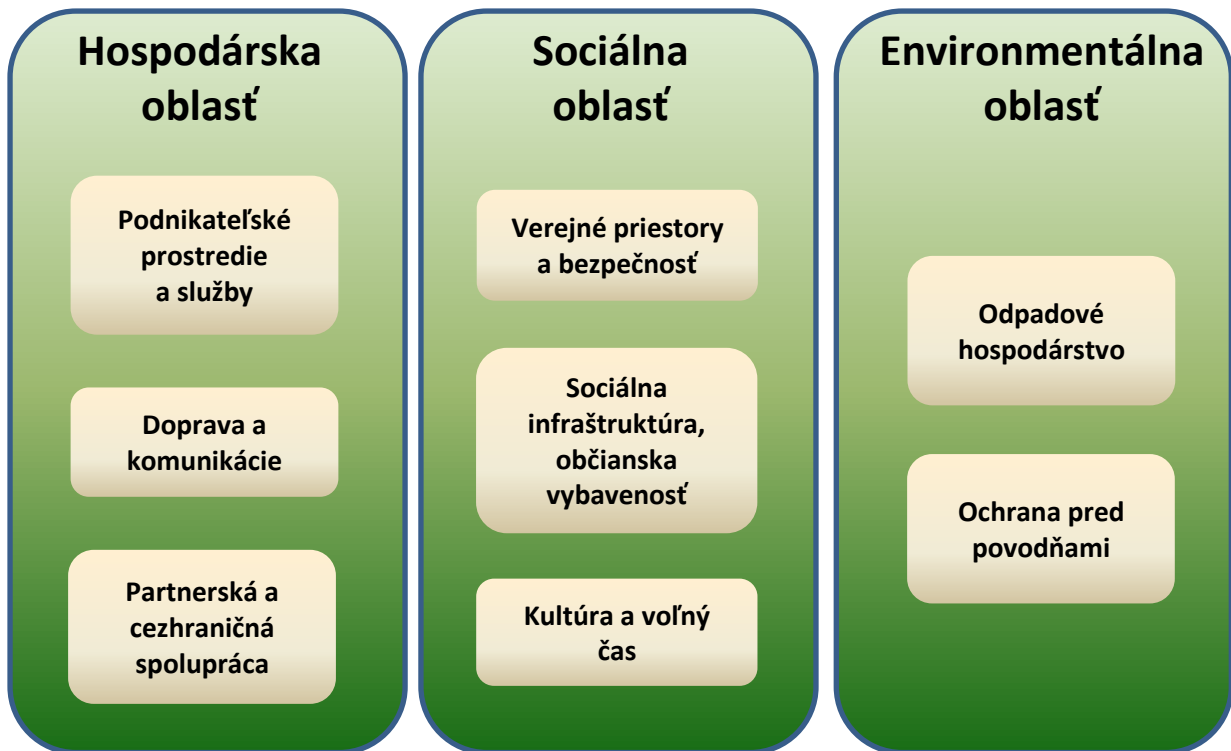 Hospodárska
oblasť
Podnikateľské
prostredie
a služby
Doprava a
komunikácie
Partnerská a
cezhraničná
spolupráca
Sociálna
oblasť
Verejné priestory
a bezpečnosť
Sociálna
infraštruktúra,
občianska
vybavenosť
Kultúra a voľný
čas
Environmentálna
oblasť
Odpadové
hospodárstvo
Ochrana pred
povodňami